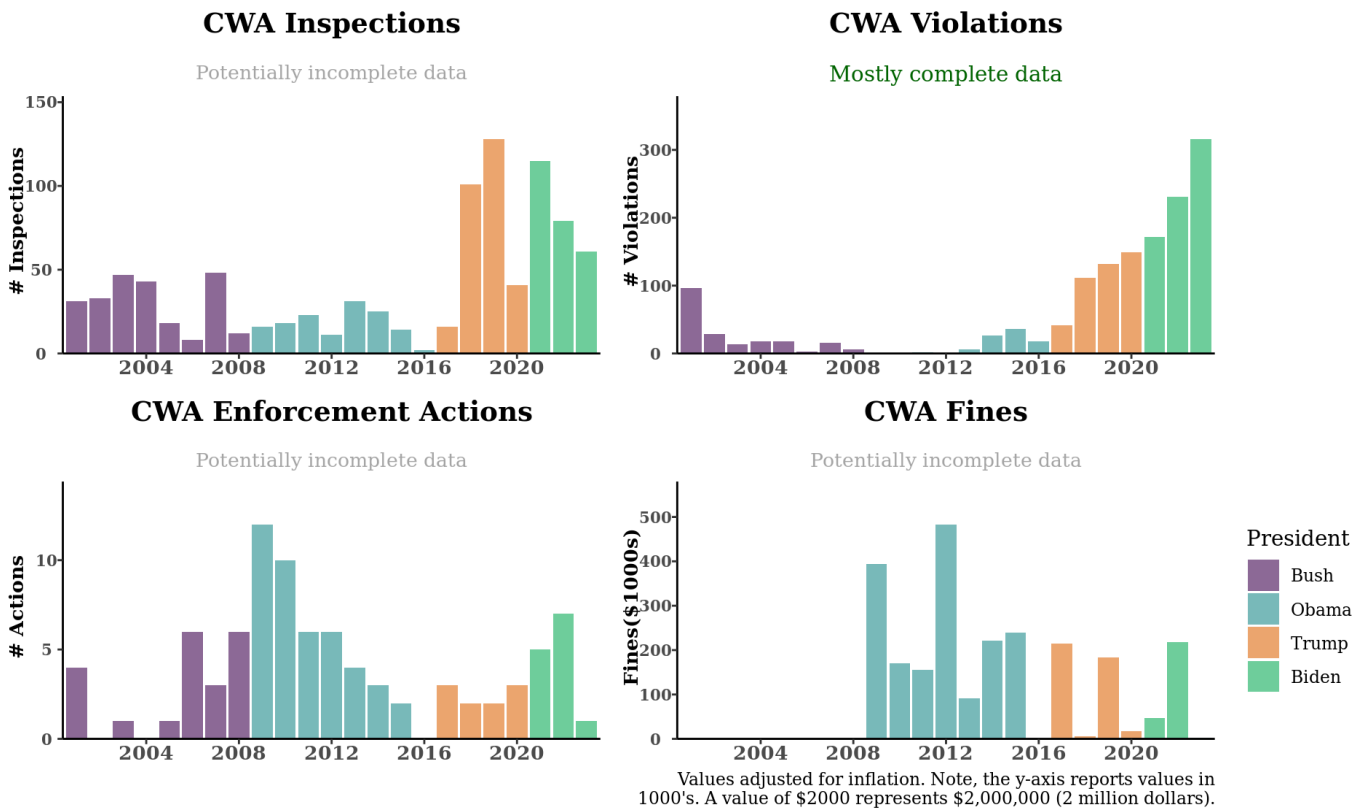 CWA Inspections
Potentially incomplete data
# Inspections
150
100
50
0
2004 2008 2012 2016 2020
CWA Violations
Mostly complete data
# Violations
300
200
100
0
2004 2008 2012 2016 2020
CWA Enforcement Actions
Potentially incomplete data
# Actions
10
5
0
2004 2008 2012 2016 2020
CWA Fines
Potentially incomplete data
Fines($1000s)
500
400
300
200
100
0
2004 2008 2012 2016 2020
President
Bush
Obama
Trump
Biden
Values adjusted for inflation. Note, the y-axis reports values in
1000's. A value of $2000 represents $2,000,000 (2 million dollars).